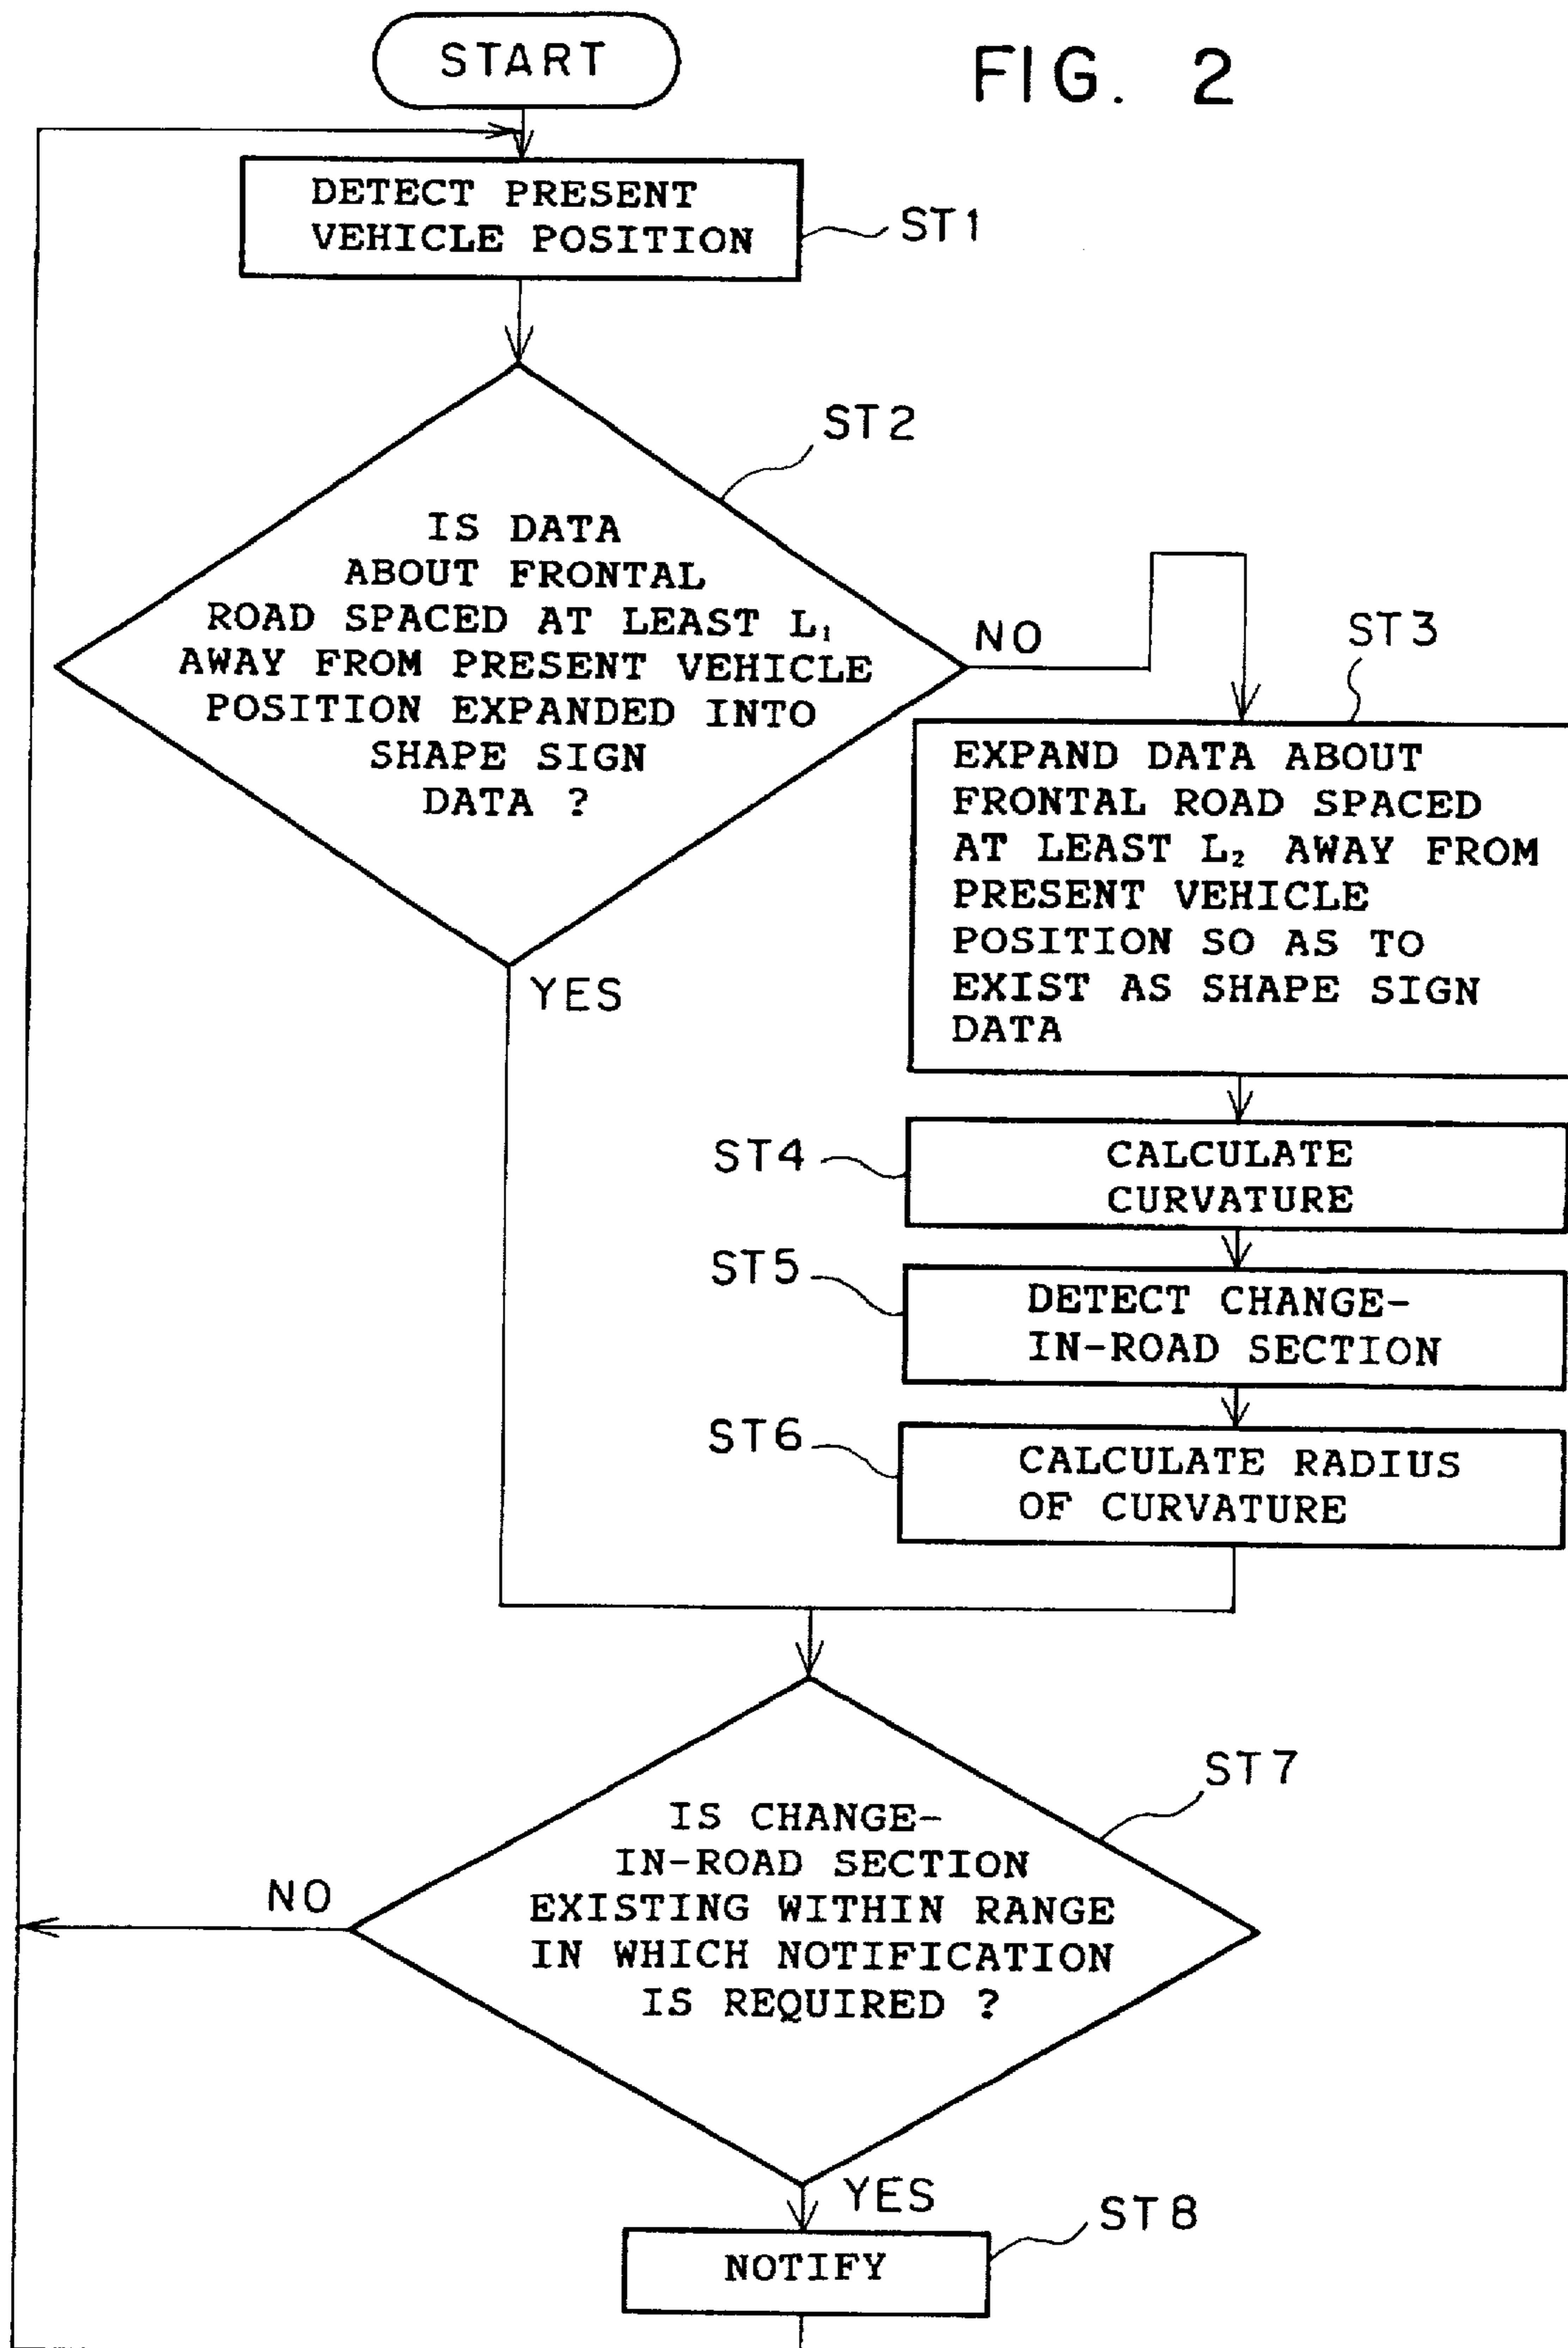 START
FIG. 2
DETECT PRESENT
VEHICLE POSITION
ST1
ST2
IS DATA
ABOUT FRONTAL
ROAD SPACED AT LEAST L₁
AWAY FROM PRESENT VEHICLE
POSITION EXPANDED INTO
SHAPE SIGN
DATA ?
NO
YES
ST3
EXPAND DATA ABOUT
FRONTAL ROAD SPACED
AT LEAST L₂ AWAY FROM
PRESENT VEHICLE
POSITION SO AS TO
EXIST AS SHAPE SIGN
DATA
ST4
CALCULATE
CURVATURE
ST5
DETECT CHANGE-
IN-ROAD SECTION
ST6
CALCULATE RADIUS
OF CURVATURE
ST7
IS CHANGE-
IN-ROAD SECTION
EXISTING WITHIN RANGE
IN WHICH NOTIFICATION
IS REQUIRED ?
NO
YES
ST8
NOTIFY